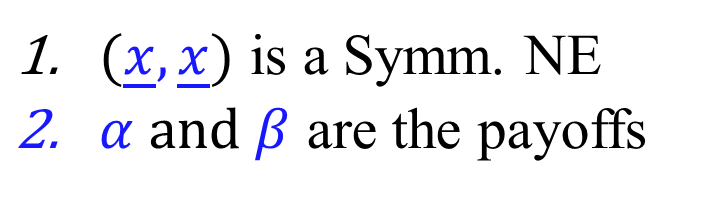 1. (x, x) is a Symm. NE
2. α and β are the payoffs